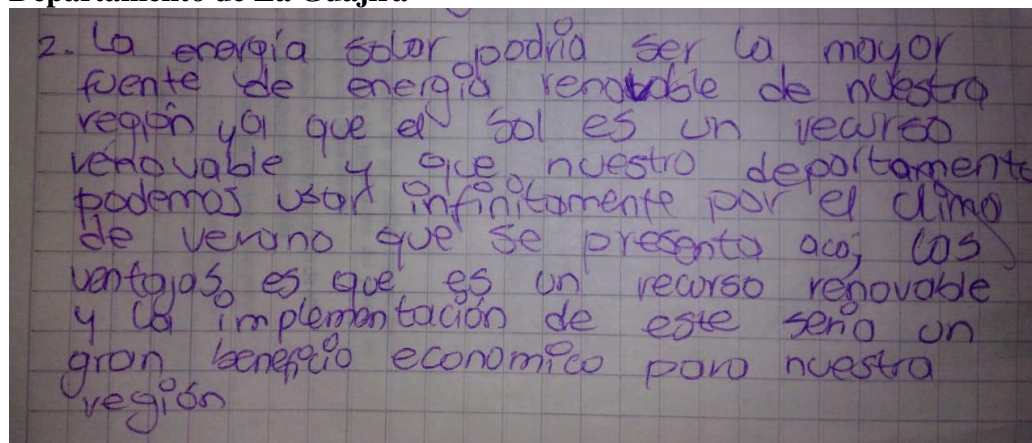 Departamento de La Guajira
2. La energía solar podría ser la mayor
fuente de energía renovable de nuestra
región ya que el sol es un recurso
renovable y que nuestro departamento
podemos usar infinitamente por el clima
de verano que se presenta acá, las
ventajas es que es un recurso renovable
y la implementación de este seria un
gran beneficio economico para nuestra
región